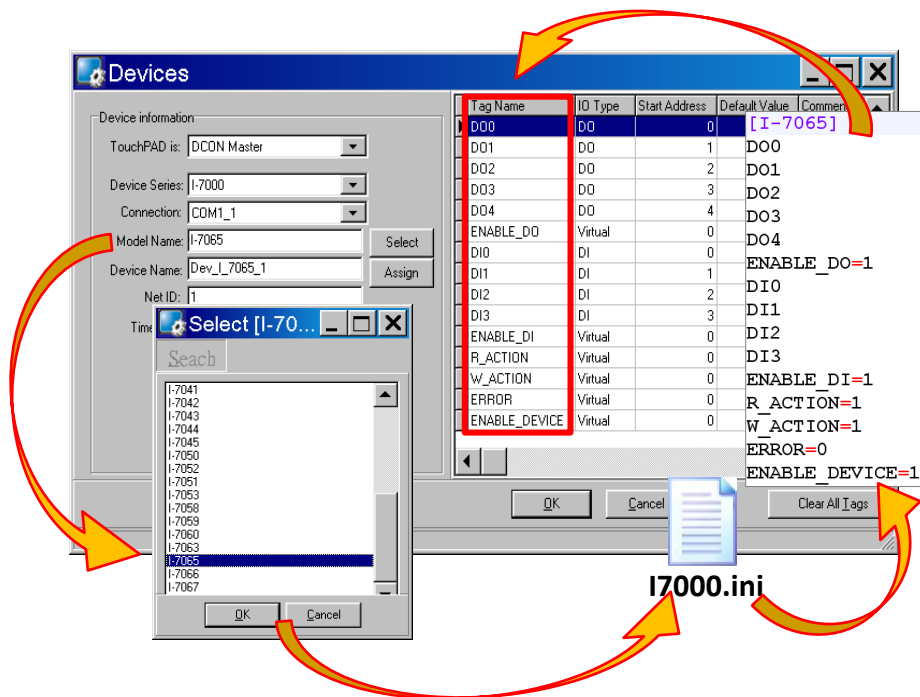 Devices
Device information
TouchPAD is: DCON Master
Device Series: I-7000
Connection: COM1_1
Model Name: I-7065 Select
Device Name: Dev_I_7065_1 Assign
Net ID: 1
Time
Tag Name IO Type Start Address Default Value Commen
DO0 DO 0
DO1 DO 1
DO2 DO 2
DO3 DO 3
DO4 DO 4
ENABLE_DO Virtual 0
DI0 DI 0
DI1 DI 1
DI2 DI 2
DI3 DI 3
ENABLE_DI Virtual 0
R_ACTION Virtual 0
W_ACTION Virtual 0
ERROR Virtual 0
ENABLE_DEVICE Virtual 0
[I-7065]
DO0
DO1
DO2
DO3
DO4
ENABLE_DO=1
DI0
DI1
DI2
DI3
ENABLE_DI=1
R_ACTION=1
W_ACTION=1
ERROR=0
ENABLE_DEVICE=1
OK Cancel Clear All Tags
Select [I-70...
Seach
I-7041
I-7042
I-7043
I-7044
I-7045
I-7050
I-7052
I-7051
I-7053
I-7058
I-7059
I-7060
I-7063
I-7065
I-7066
I-7067
OK Cancel
I7000.ini